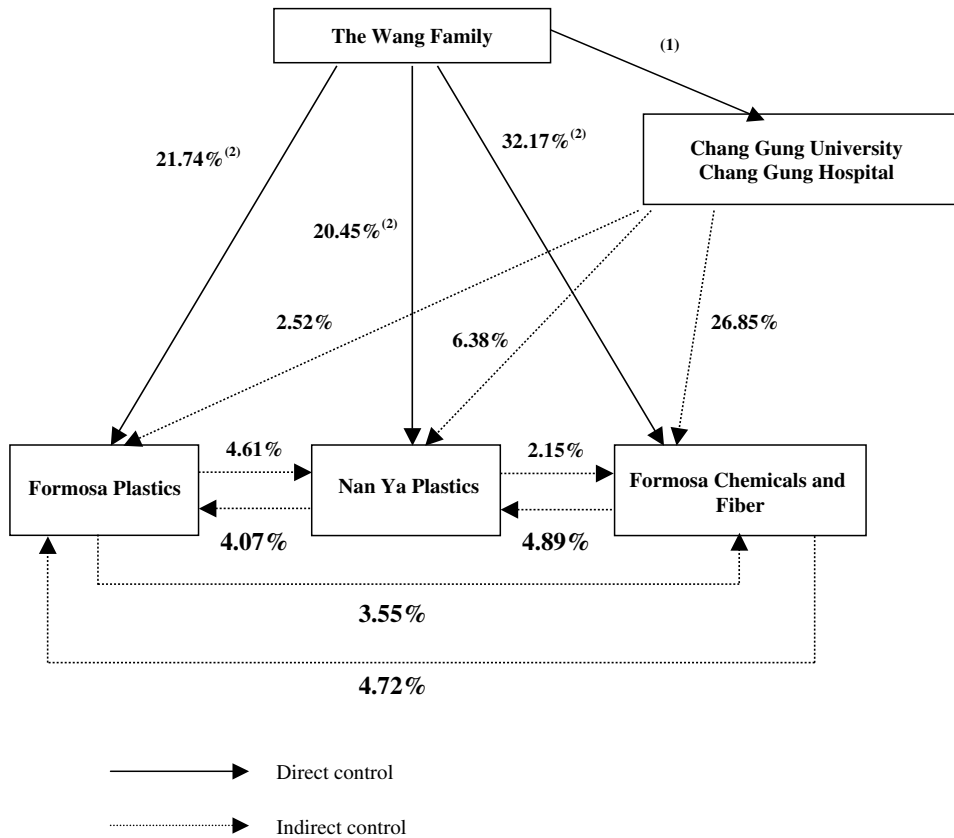 The Wang Family
(1)
21.74%(2)
32.17%(2)
Chang Gung University
Chang Gung Hospital
20.45%(2)
2.52%
6.38%
26.85%
4.61%
2.15%
Formosa Plastics
Nan Ya Plastics
Formosa Chemicals and
Fiber
4.07%
4.89%
3.55%
4.72%
Direct control
Indirect control